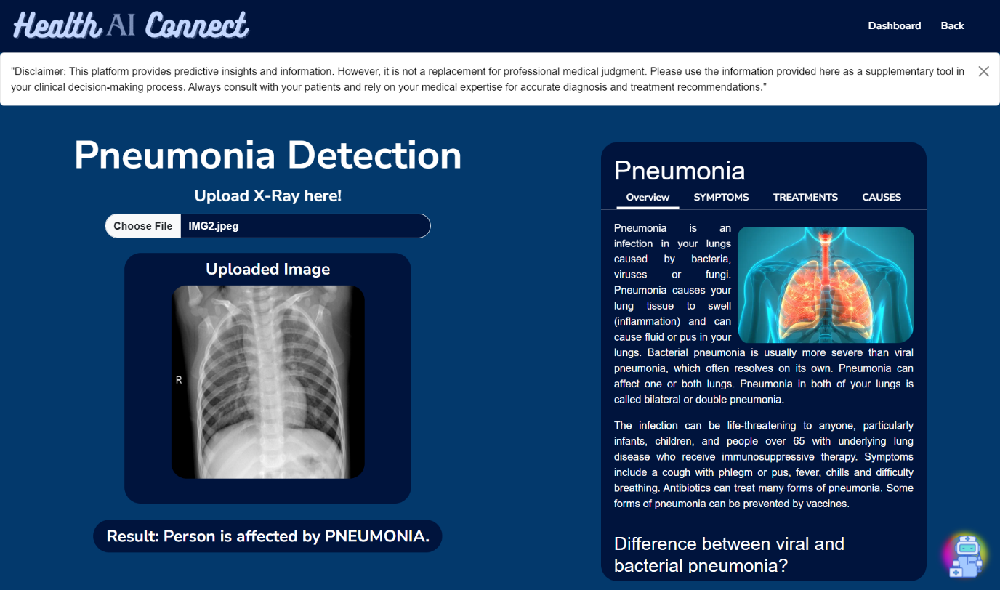 Health AI Connect
Dashboard
Back
"Disclaimer: This platform provides predictive insights and information. However, it is not a replacement for professional medical judgment. Please use the information provided here as a supplementary tool in
your clinical decision-making process. Always consult with your patients and rely on your medical expertise for accurate diagnosis and treatment recommendations."
Pneumonia Detection
Upload X-Ray here!
Choose File IMG2.jpeg
Uploaded Image
R
Result: Person is affected by PNEUMONIA.
Pneumonia
Overview SYMPTOMS TREATMENTS CAUSES
Pneumonia is an
infection in your lungs
caused by bacteria,
viruses or fungi.
Pneumonia causes your
lung tissue to swell
(inflammation) and can
cause fluid or pus in your
lungs. Bacterial pneumonia is usually more severe than viral
pneumonia, which often resolves on its own. Pneumonia can
affect one or both lungs. Pneumonia in both of your lungs is
called bilateral or double pneumonia.
The infection can be life-threatening to anyone, particularly
infants, children, and people over 65 with underlying lung
disease who receive immunosuppressive therapy. Symptoms
include a cough with phlegm or pus, fever, chills and difficulty
breathing. Antibiotics can treat many forms of pneumonia. Some
forms of pneumonia can be prevented by vaccines.
Difference between viral and
bacterial pneumonia?